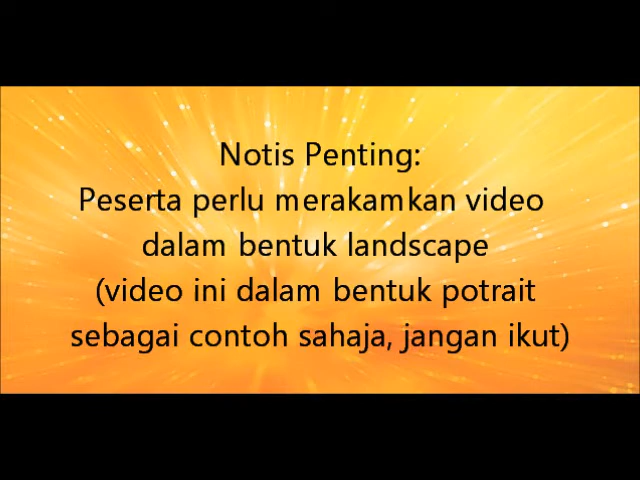 Notis Penting:
Peserta perlu merakamkan video
dalam bentuk landscape
(video ini dalam bentuk potrait
sebagai contoh sahaja, jangan ikut)